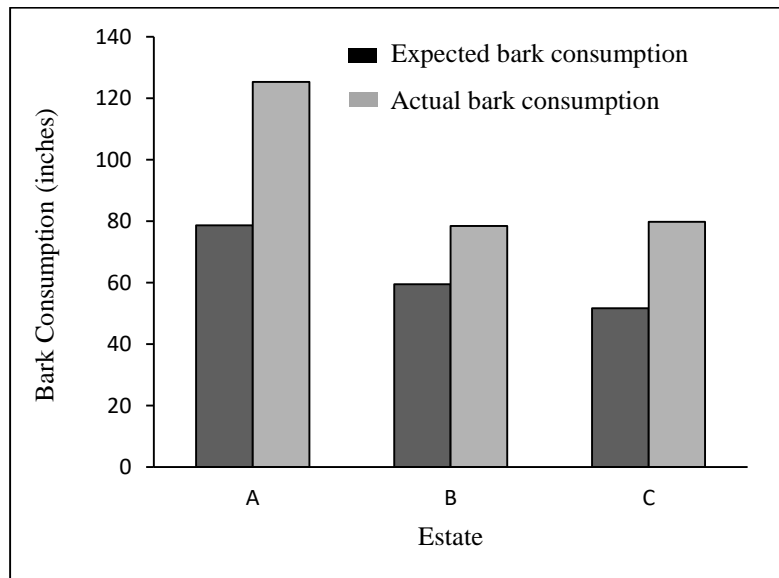 140
120
100
80
60
40
20
0
Bark Consumption (inches)
Expected bark consumption
Actual bark consumption
A B C
Estate